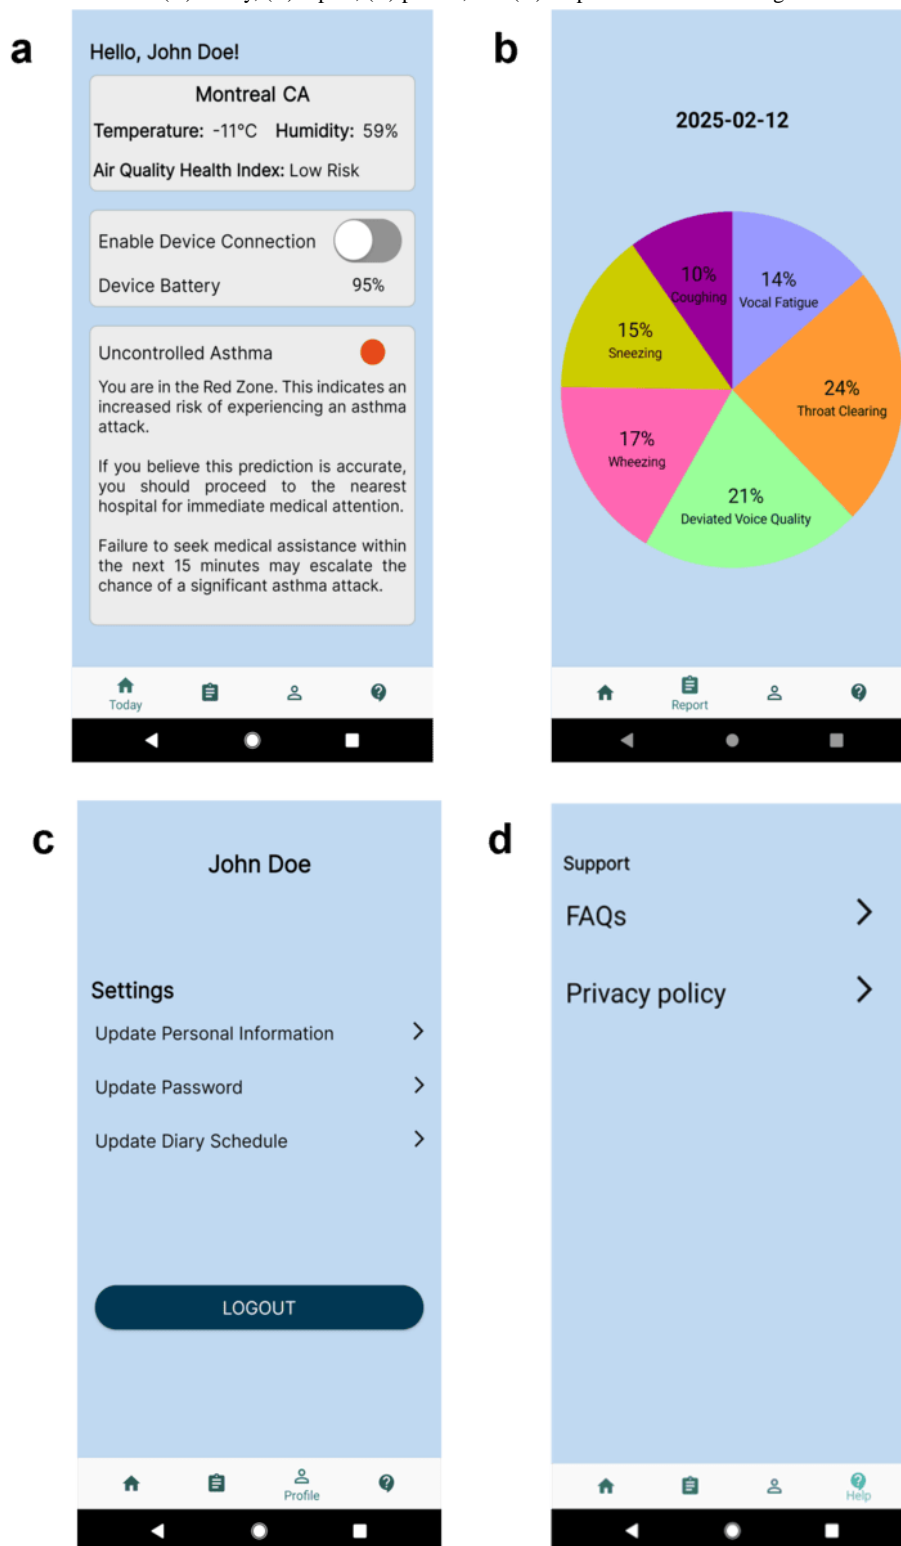 a
Hello, John Doe!
Montreal CA
Temperature: -11°C Humidity: 59%
Air Quality Health Index: Low Risk
Enable Device Connection
Device Battery 95%
Uncontrolled Asthma
You are in the Red Zone. This indicates an
increased risk of experiencing an asthma
attack.
If you believe this prediction is accurate,
you should proceed to the nearest
hospital for immediate medical attention.
Failure to seek medical assistance within
the next 15 minutes may escalate the
chance of a significant asthma attack.
Today
b
2025-02-12
10%
Coughing
14%
Vocal Fatigue
15%
Sneezing
24%
Throat Clearing
17%
Wheezing
21%
Deviated Voice Quality
Report
c
John Doe
Settings
Update Personal Information
Update Password
Update Diary Schedule
LOGOUT
Profile
d
Support
FAQs
Privacy policy
Help